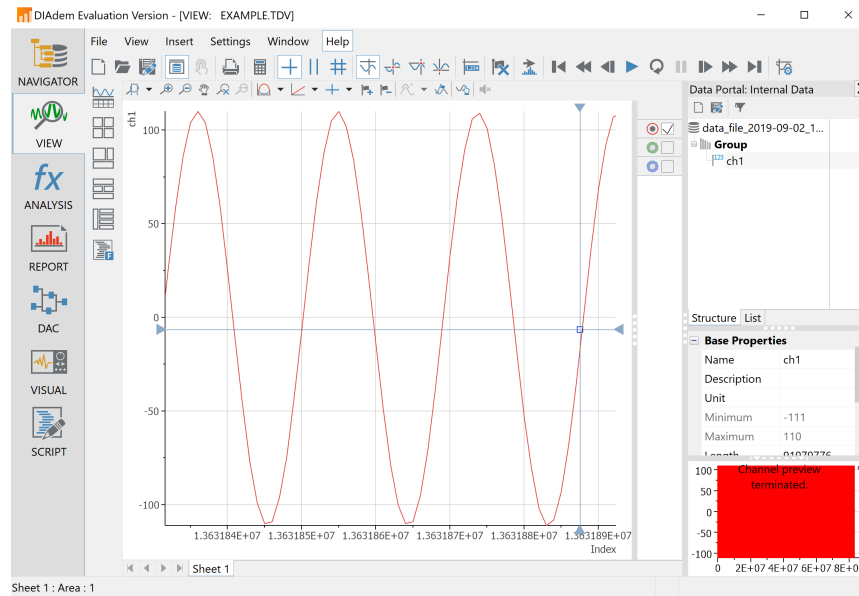 DIAdem Evaluation Version - [VIEW: EXAMPLE.TDV]
File View Insert Settings Window Help
NAVIGATOR
VIEW
fx
ANALYSIS
REPORT
DAC
VISUAL
SCRIPT
ch1
100
50
0
-50
-100
1.363184E+07 1.363185E+07 1.363186E+07 1.363187E+07 1.363188E+07 1.363189E+07
Index
Sheet 1
Sheet 1 : Area : 1
Data Portal: Internal Data
data_file_2019-09-02_1...
Group
123 ch1
Structure List
Base Properties
Name ch1
Description
Unit
Minimum -111
Maximum 110
Channel preview
terminated.
100
50
0
-50
-100
0 2E+07 4E+07 6E+07 8E+0